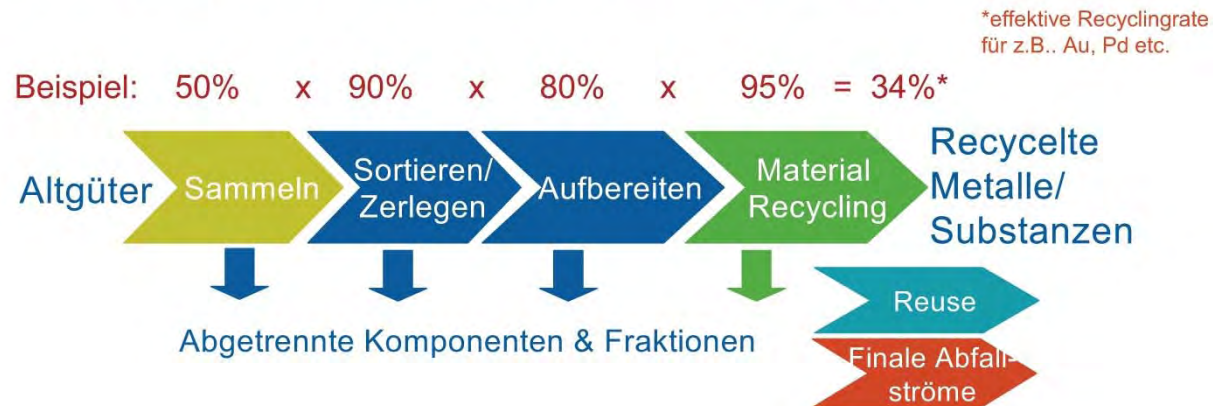 *effektive Recyclingrate
für z.B.. Au, Pd etc.
Beispiel: 50% x 90% x 80% x 95% = 34%*
Altgüter
Sammeln
Sortieren/
Zerlegen
Aufbereiten
Material
Recycling
Recycelte
Metalle/
Substanzen
Abgetrennte Komponenten & Fraktionen
Reuse
Finale Abfall-
ströme